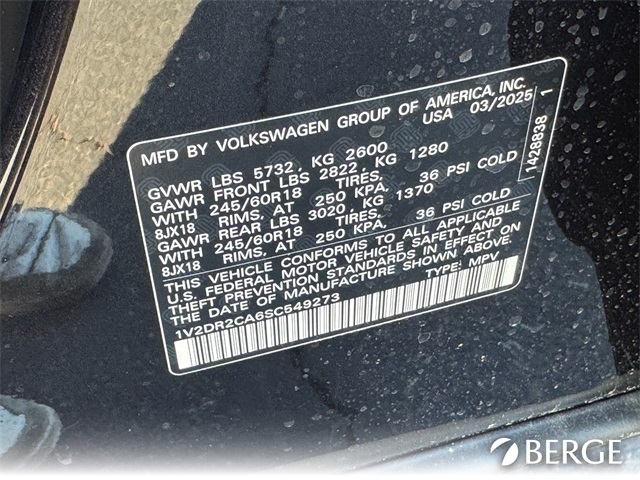 MFD BY VOLKSWAGEN GROUP OF AMERICA, INC.
USA 03/2025
GVWR LBS 5732, KG 2600
GAWR FRONT LBS 2822, KG 1280
WITH 245/60R18 TIRES,
8JX18 RIMS, AT 250 KPA. 36 PSI COLD
GAWR REAR LBS 3020, KG 1370
WITH 245/60R18 TIRES,
8JX18 RIMS, AT 250 KPA. 36 PSI COLD
THIS VEHICLE CONFORMS TO ALL APPLICABLE
U.S. FEDERAL MOTOR VEHICLE SAFETY AND
THEFT PREVENTION STANDARDS IN EFFECT ON
THE DATE OF MANUFACTURE SHOWN ABOVE.
TYPE: MPV
1V2DR2CA6SC549273
1428838 1
BERGE